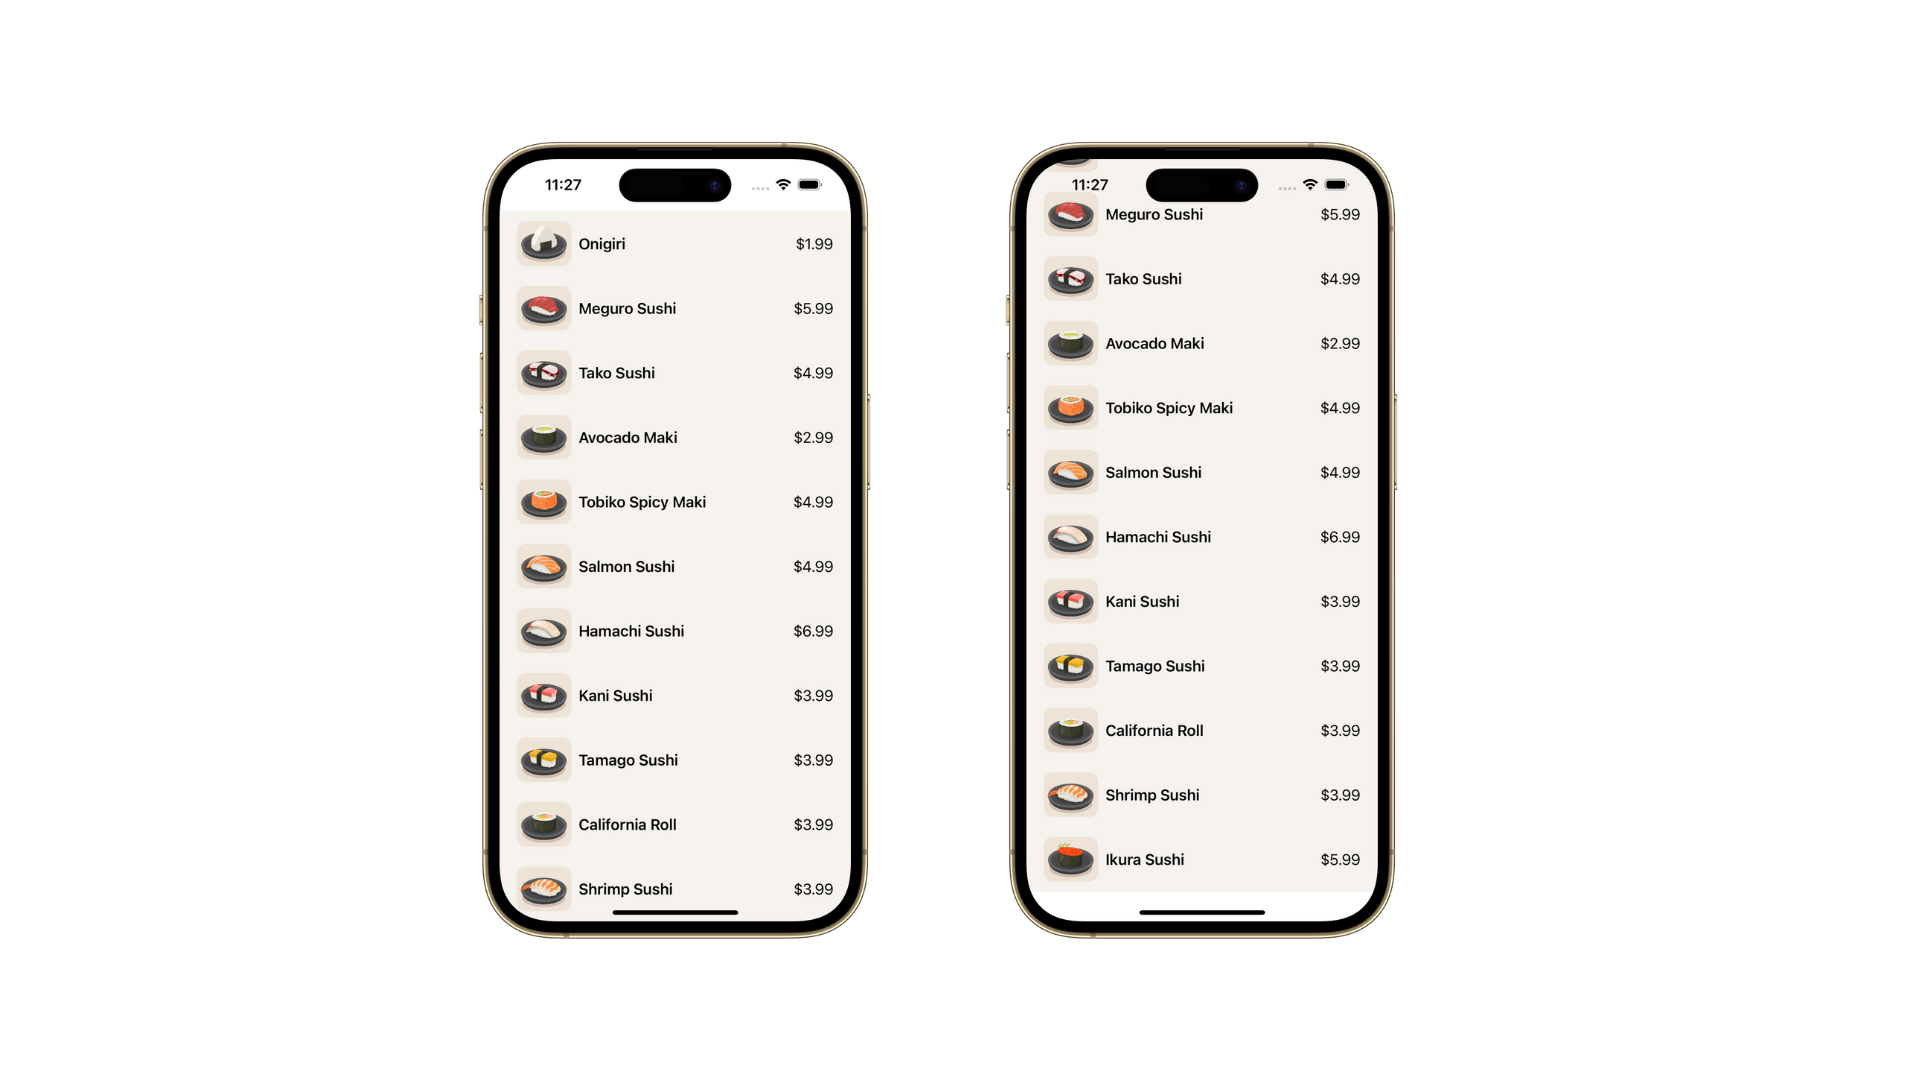 11:27
Onigiri $1.99
Meguro Sushi $5.99
Tako Sushi $4.99
Avocado Maki $2.99
Tobiko Spicy Maki $4.99
Salmon Sushi $4.99
Hamachi Sushi $6.99
Kani Sushi $3.99
Tamago Sushi $3.99
California Roll $3.99
Shrimp Sushi $3.99
11:27
Meguro Sushi $5.99
Tako Sushi $4.99
Avocado Maki $2.99
Tobiko Spicy Maki $4.99
Salmon Sushi $4.99
Hamachi Sushi $6.99
Kani Sushi $3.99
Tamago Sushi $3.99
California Roll $3.99
Shrimp Sushi $3.99
Ikura Sushi $5.99